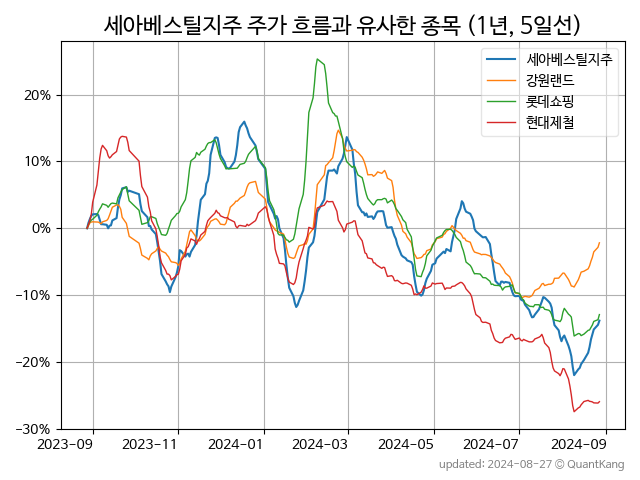 세아베스틸지주 주가 흐름과 유사한 종목 (1년, 5일선)
세아베스틸지주
강원랜드
롯데쇼핑
현대제철
20%
10%
0%
−10%
−20%
−30%
2023-09 2023-11 2024-01 2024-03 2024-05 2024-07 2024-09
updated: 2024-08-27 © QuantKang